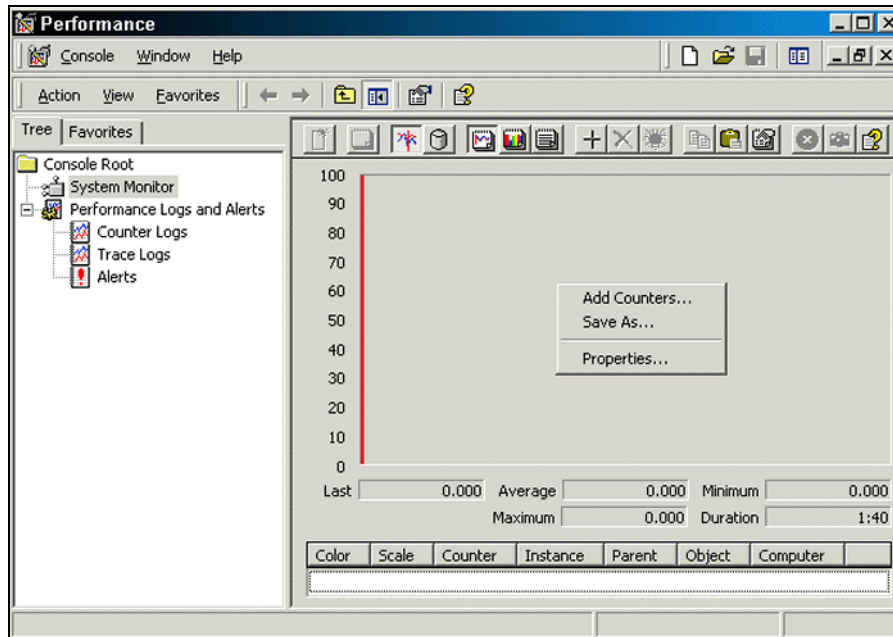 Performance
Console Window Help
Action View Favorites
Tree Favorites
Console Root
System Monitor
Performance Logs and Alerts
Counter Logs
Trace Logs
Alerts
100
90
80
70
60
50
40
30
20
10
0
Add Counters...
Save As...
Properties...
Last 0.000 Average 0.000 Minimum 0.000
Maximum 0.000 Duration 1:40
Color Scale Counter Instance Parent Object Computer